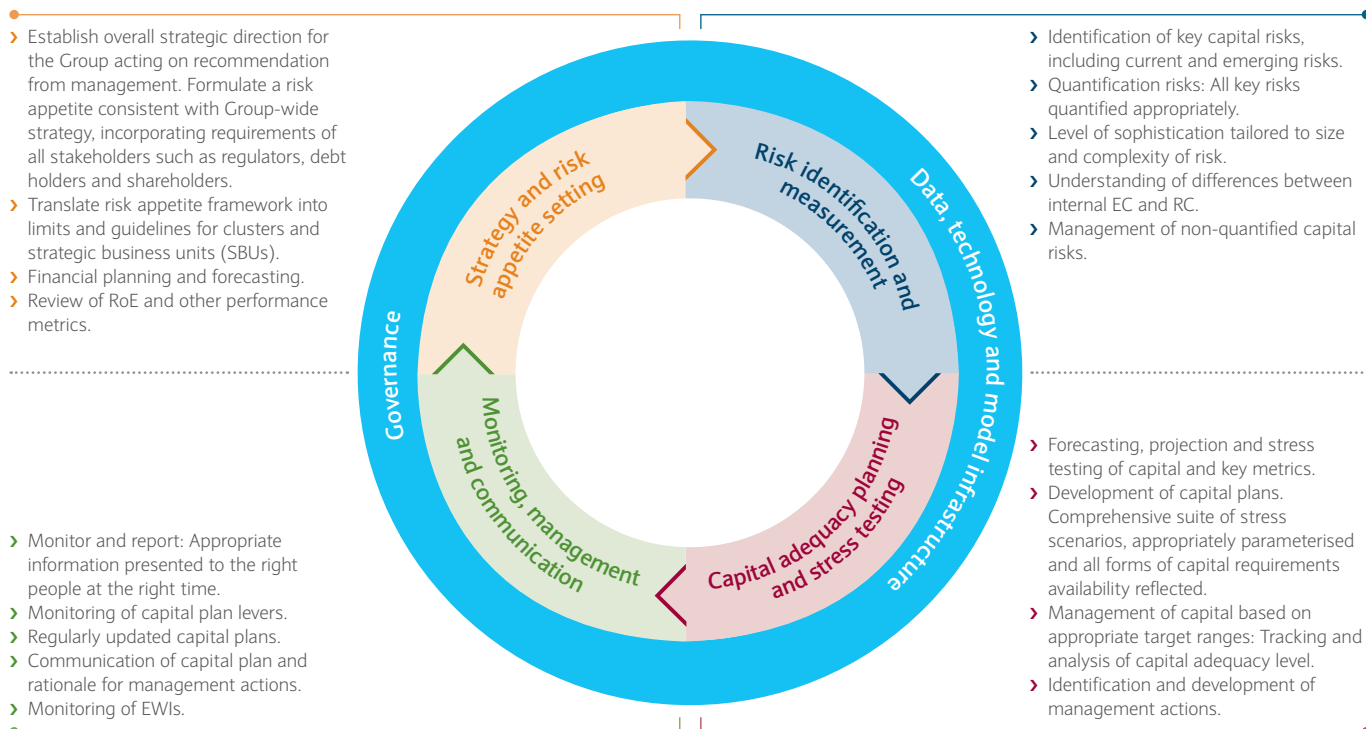 › Establish overall strategic direction for
the Group acting on recommendation
from management. Formulate a risk
appetite consistent with Group-wide
strategy, incorporating requirements of
all stakeholders such as regulators, debt
holders and shareholders.
› Translate risk appetite framework into
limits and guidelines for clusters and
strategic business units (SBUs).
› Financial planning and forecasting.
› Review of RoE and other performance
metrics.
› Identification of key capital risks,
including current and emerging risks.
› Quantification risks: All key risks
quantified appropriately.
› Level of sophistication tailored to size
and complexity of risk.
› Understanding of differences between
internal EC and RC.
› Management of non-quantified capital
risks.
Strategy and risk
appetite setting
Risk identification and
measurement
Governance
Data, technology and model infrastructure
Monitoring, management
and communication
Capital adequacy planning
and stress testing
› Monitor and report: Appropriate
information presented to the right
people at the right time.
› Monitoring of capital plan levers.
› Regularly updated capital plans.
› Communication of capital plan and
rationale for management actions.
› Monitoring of EWIs.
› Forecasting, projection and stress
testing of capital and key metrics.
› Development of capital plans.
Comprehensive suite of stress
scenarios, appropriately parameterised
and all forms of capital requirements
availability reflected.
› Management of capital based on
appropriate target ranges: Tracking and
analysis of capital adequacy level.
› Identification and development of
management actions.